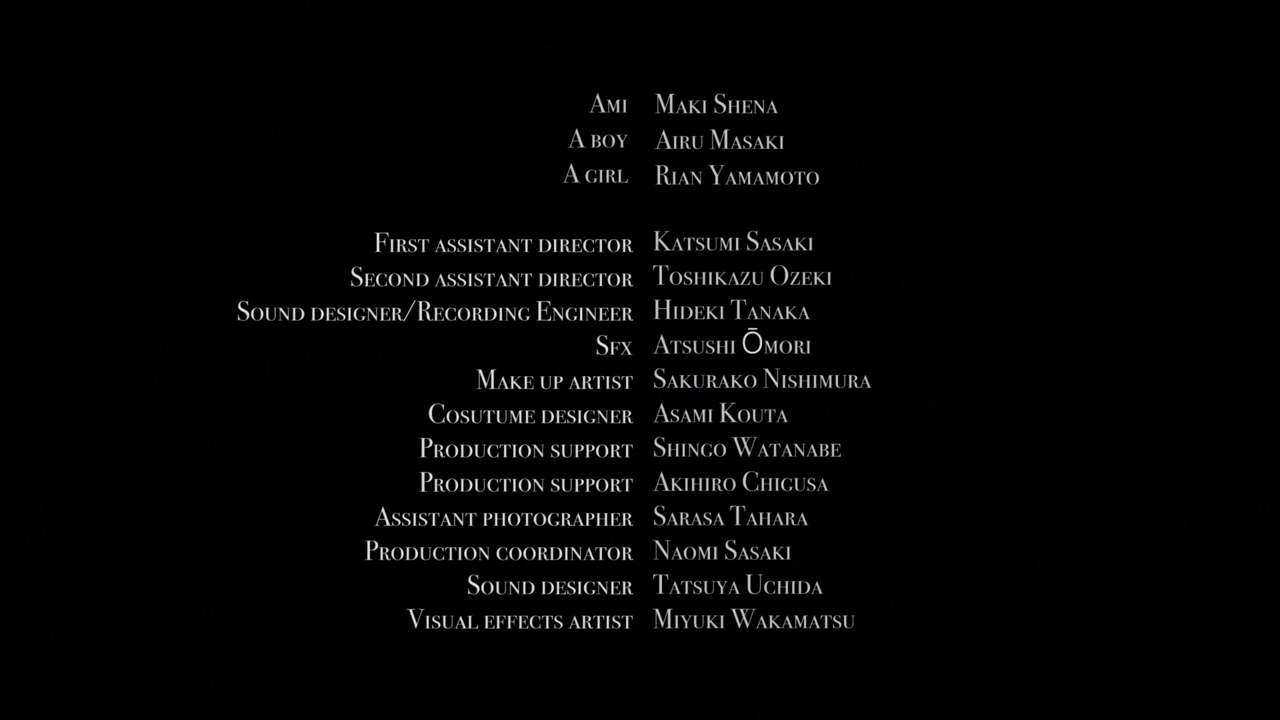 Ami Maki Shena
A boy Airu Masaki
A girl Rian Yamamoto
First assistant director Katsumi Sasaki
Second assistant director Toshikazu Ozeki
Sound designer/Recording Engineer Hideki Tanaka
Sfx Atsushi Ōmori
Make up artist Sakurako Nishimura
Cosutume designer Asami Kouta
Production support Shingo Watanabe
Production support Akihiro Chigusa
Assistant photographer Sarasa Tahara
Production coordinator Naomi Sasaki
Sound designer Tatsuya Uchida
Visual effects artist Miyuki Wakamatsu